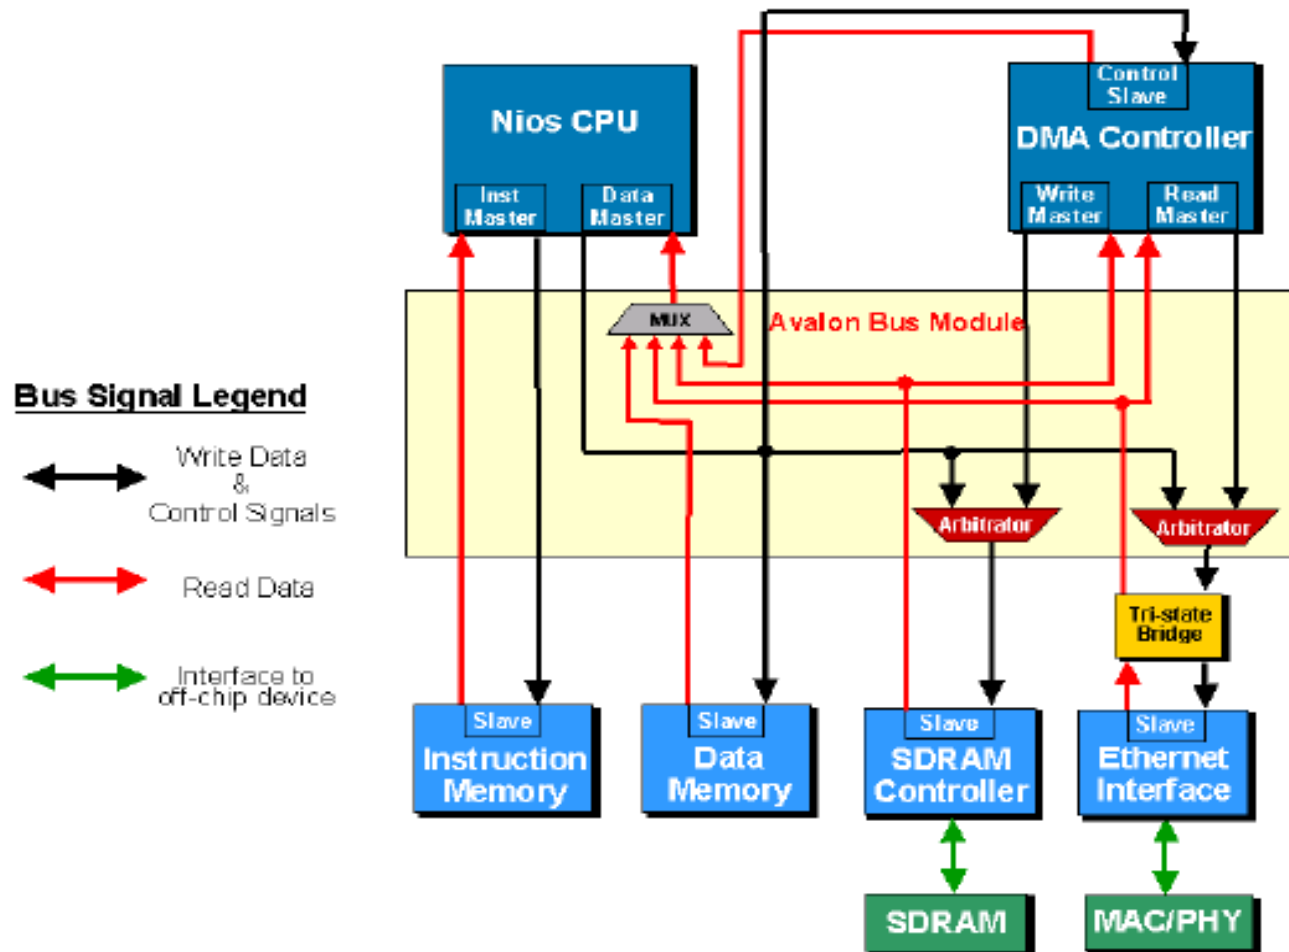 Control
Slave
Nios CPU
DMA Controller
Inst
Master
Data
Master
Write
Master
Read
Master
MUX
Avalon Bus Module
Bus Signal Legend
Write Data
&
Control Signals
Read Data
Interface to
off-chip device
Arbitrator
Arbitrator
Tri-state
Bridge
Slave
Instruction
Memory
Slave
Data
Memory
Slave
SDRAM
Controller
Slave
Ethernet
Interface
SDRAM
MAC/PHY